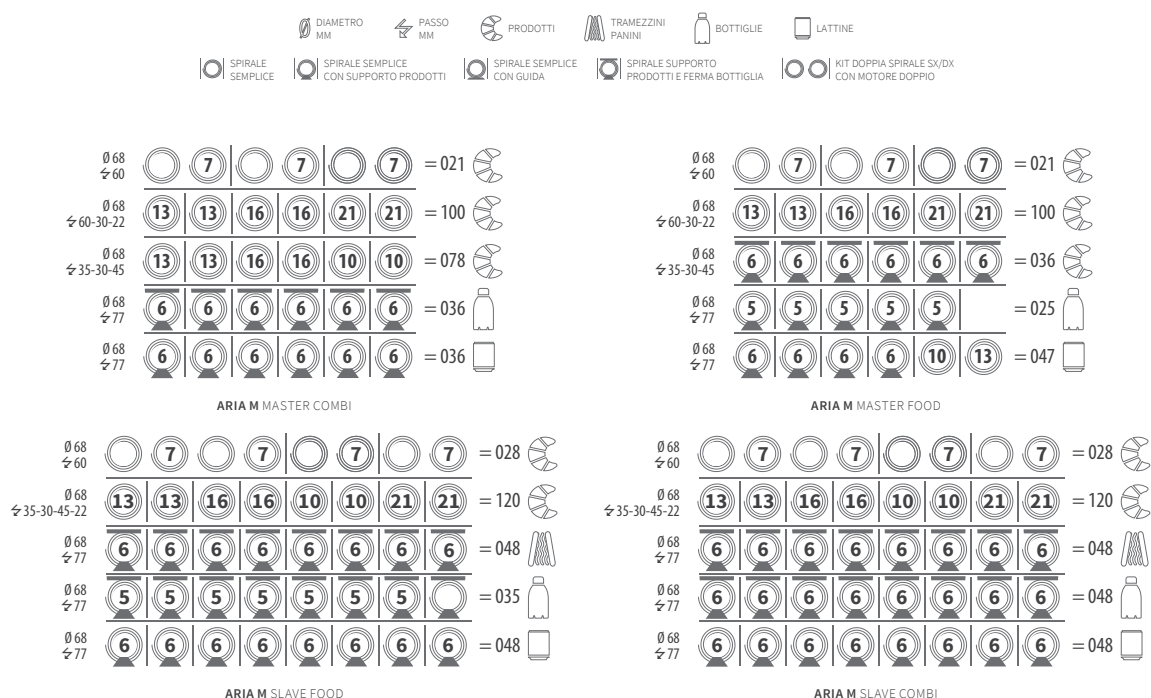 DIAMETRO
MM
PASSO
MM
PRODOTTI
TRAMEZZINI
PANINI
BOTTIGLIE
LATTINE
SPIRALE
SEMPLICE
SPIRALE SEMPLICE
CON SUPPORTO PRODOTTI
SPIRALE SEMPLICE
CON GUIDA
SPIRALE SUPPORTO
PRODOTTI E FERMA BOTTIGLIA
KIT DOPPIA SPIRALE SX/DX
CON MOTORE DOPPIO
Ø 68
60
7 7 7 = 021
Ø 68
60-30-22
13 13 16 16 21 21 = 100
Ø 68
35-30-45
13 13 16 16 10 10 = 078
Ø 68
77
6 6 6 6 6 6 = 036
Ø 68
77
6 6 6 6 6 6 = 036
ARIA M MASTER COMBI
Ø 68
60
7 7 7 = 021
Ø 68
60-30-22
13 13 16 16 21 21 = 100
Ø 68
35-30-45
6 6 6 6 6 6 = 036
Ø 68
77
5 5 5 5 5 = 025
Ø 68
77
6 6 6 6 10 13 = 047
ARIA M MASTER FOOD
Ø 68
60
7 7 7 7 = 028
Ø 68
35-30-45-22
13 13 16 16 10 10 21 21 = 120
Ø 68
77
6 6 6 6 6 6 6 6 = 048
Ø 68
77
5 5 5 5 5 5 5 = 035
Ø 68
77
6 6 6 6 6 6 6 6 = 048
ARIA M SLAVE FOOD
Ø 68
60
7 7 7 7 = 028
Ø 68
35-30-45-22
13 13 16 16 10 10 21 21 = 120
Ø 68
77
6 6 6 6 6 6 6 6 = 048
Ø 68
77
6 6 6 6 6 6 6 6 = 048
Ø 68
77
6 6 6 6 6 6 6 6 = 048
ARIA M SLAVE COMBI